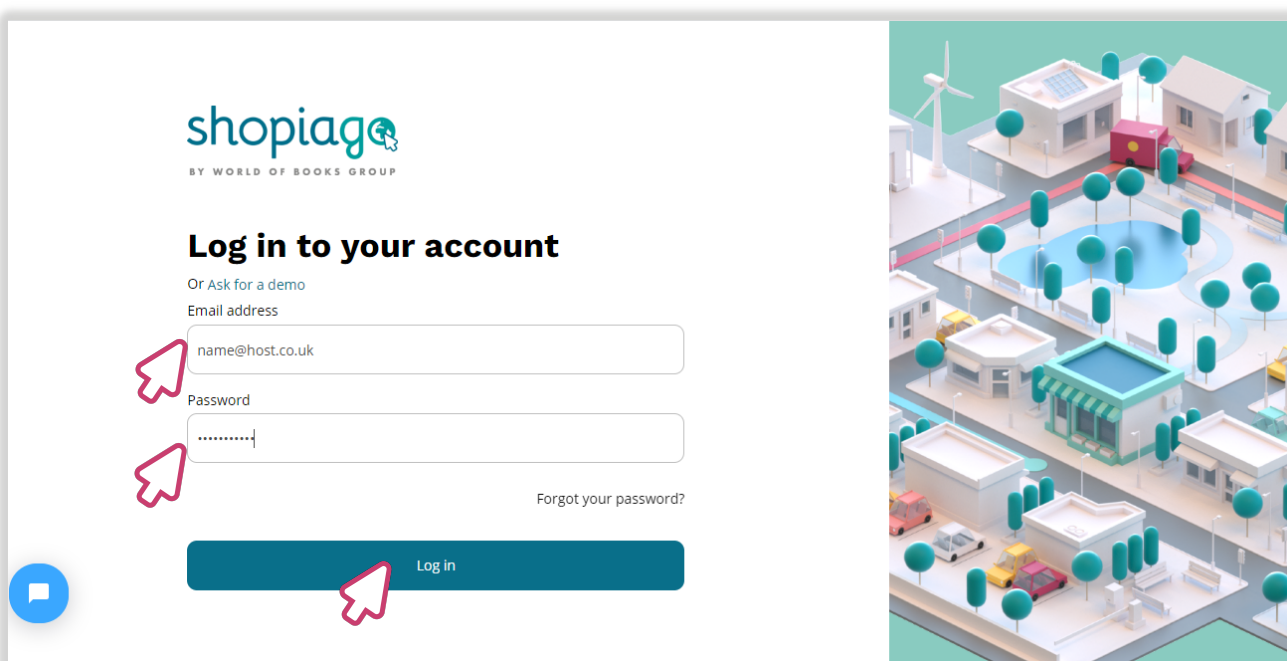 shopiago
BY WORLD OF BOOKS GROUP
Log in to your account
Or Ask for a demo
Email address
name@host.co.uk
Password
•••••••••••
Forgot your password?
Log in